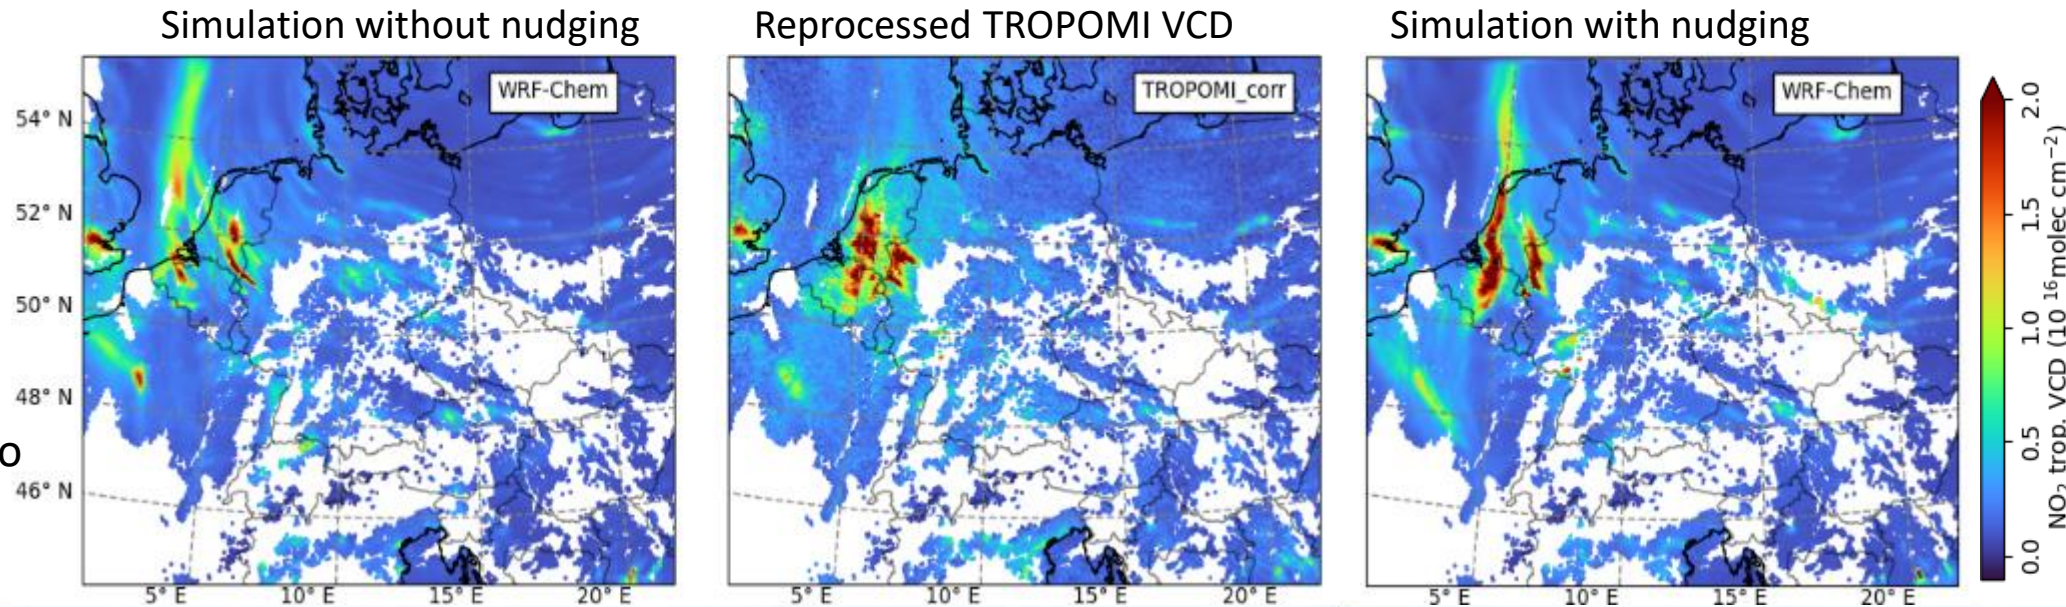 Simulation without nudging
Reprocessed TROPOMI VCD
Simulation with nudging
WRF-Chem
TROPOMI_corr
WRF-Chem
54° N
52° N
50° N
48° N
46° N
o
5° E 10° E 15° E 20° E
5° E 10° E 15° E 20° E
5° E 10° E 15° E 20° E
2.0
1.5
1.0
0.5
0.0
NO₂ trop. VCD (10 ¹⁶molec cm⁻²)